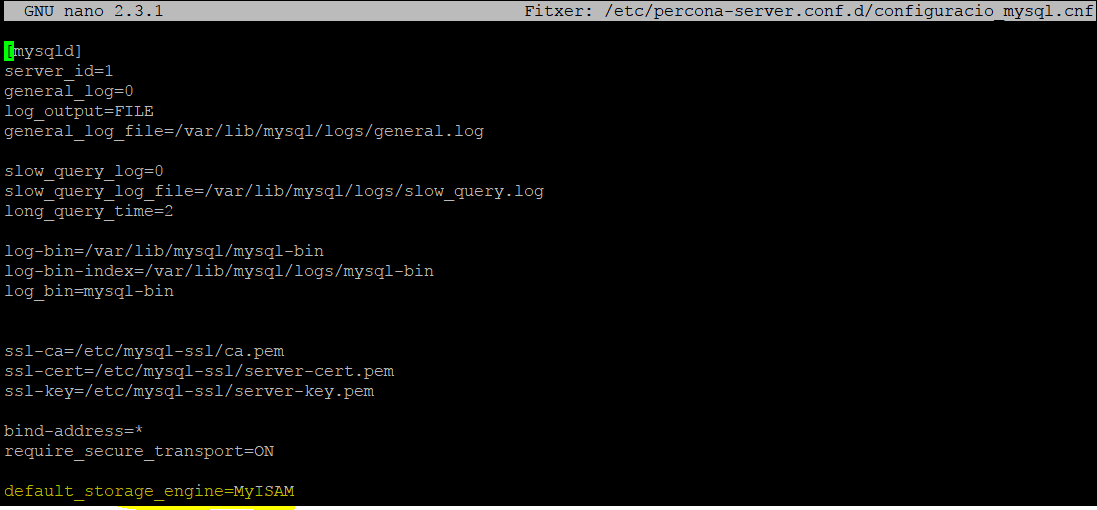 GNU nano 2.3.1 Fitxer: /etc/percona-server.conf.d/configuracio_mysql.cnf
[mysqld]
server_id=1
general_log=0
log_output=FILE
general_log_file=/var/lib/mysql/logs/general.log
slow_query_log=0
slow_query_log_file=/var/lib/mysql/logs/slow_query.log
long_query_time=2
log-bin=/var/lib/mysql/mysql-bin
log-bin-index=/var/lib/mysql/logs/mysql-bin
log_bin=mysql-bin
ssl-ca=/etc/mysql-ssl/ca.pem
ssl-cert=/etc/mysql-ssl/server-cert.pem
ssl-key=/etc/mysql-ssl/server-key.pem
bind-address=*
require_secure_transport=ON
default_storage_engine=MyISAM